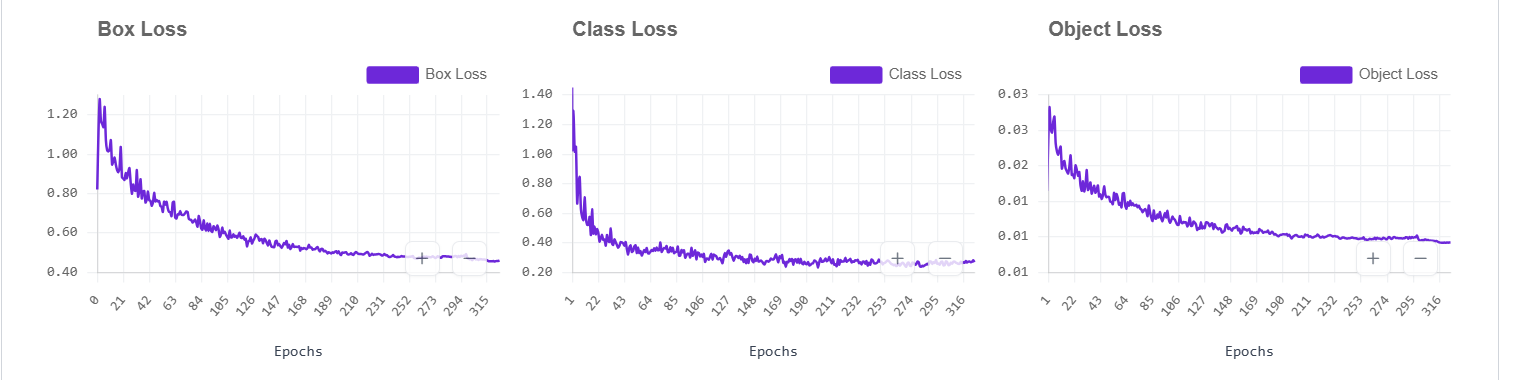 Box Loss
Box Loss
1.20
1.00
0.80
0.60
0.40
0 21 42 63 84 105 126 147 168 189 210 231 252 273 294 315
Epochs
Class Loss
Class Loss
1.40
1.20
1.00
0.80
0.60
0.40
0.20
1 22 43 64 85 106 127 148 169 190 211 232 253 274 295 316
Epochs
Object Loss
Object Loss
0.03
0.03
0.02
0.01
0.01
0.01
1 22 43 64 85 106 127 148 169 190 211 232 253 274 295 316
Epochs
+ −
+ −
+ −